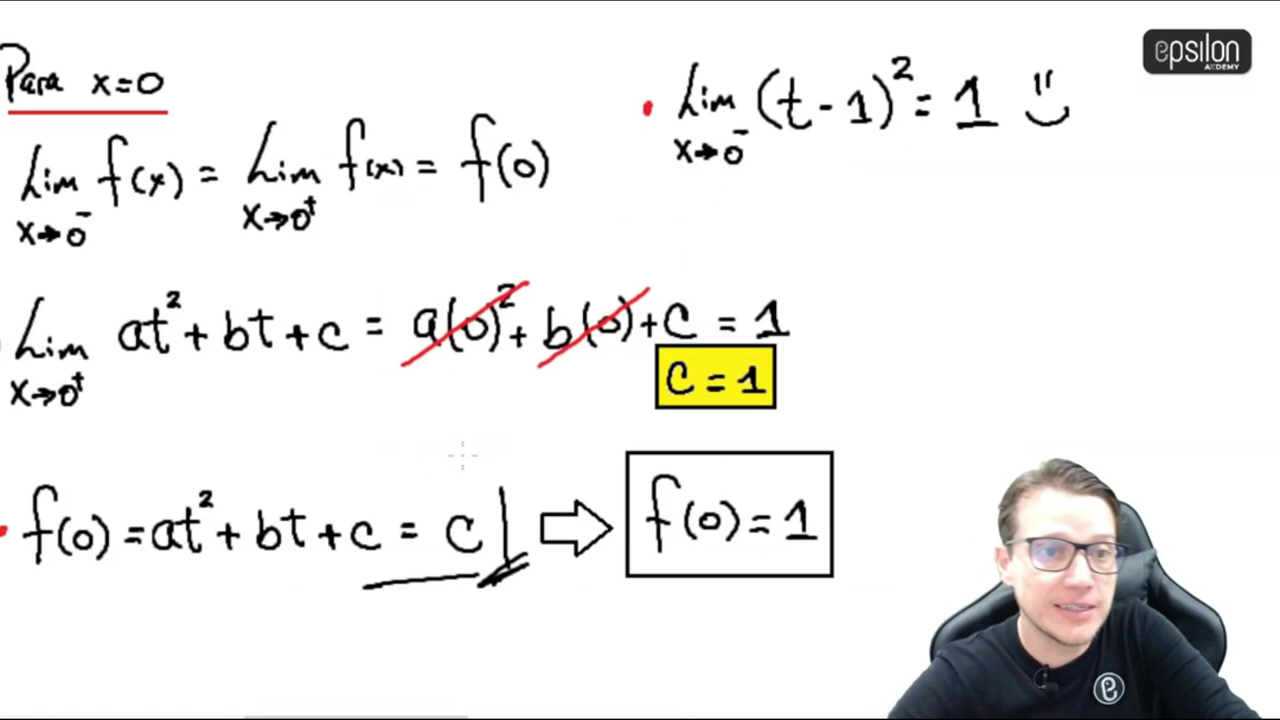 epsilon
AKDEMY
Para x=0
Lim x→0⁻ f(x) = Lim x→0⁺ f(x) = f(0)
• Lim x→0⁻ (t-1)² = 1
Lim x→0⁺ at² + bt + c = a(0)² + b(0) + c = 1
C = 1
• f(0) = at² + bt + c = c ⇒ f(0) = 1